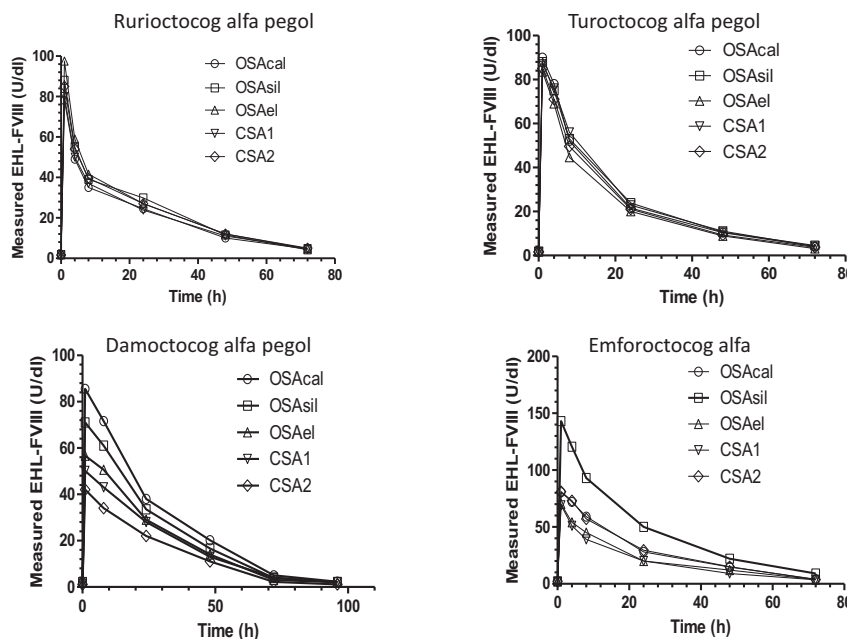 Rurioctocog alfa pegol
Measured EHL-FVIII (U/dl)
100
80
60
40
20
0
OSAcal
OSAsil
OSAel
CSA1
CSA2
0 20 40 60 80
Time (h)
Turoctocog alfa pegol
Measured EHL-FVIII (U/dl)
100
80
60
40
20
0
OSAcal
OSAsil
OSAel
CSA1
CSA2
0 20 40 60 80
Time (h)
Damoctocog alfa pegol
Measured EHL-FVIII (U/dl)
100
80
60
40
20
0
OSAcal
OSAsil
OSAel
CSA1
CSA2
0 50 100
Time (h)
Emforoctocog alfa
Measured EHL-FVIII (U/dl)
200
150
100
50
0
OSAcal
OSAsil
OSAel
CSA1
CSA2
0 20 40 60 80
Time (h)